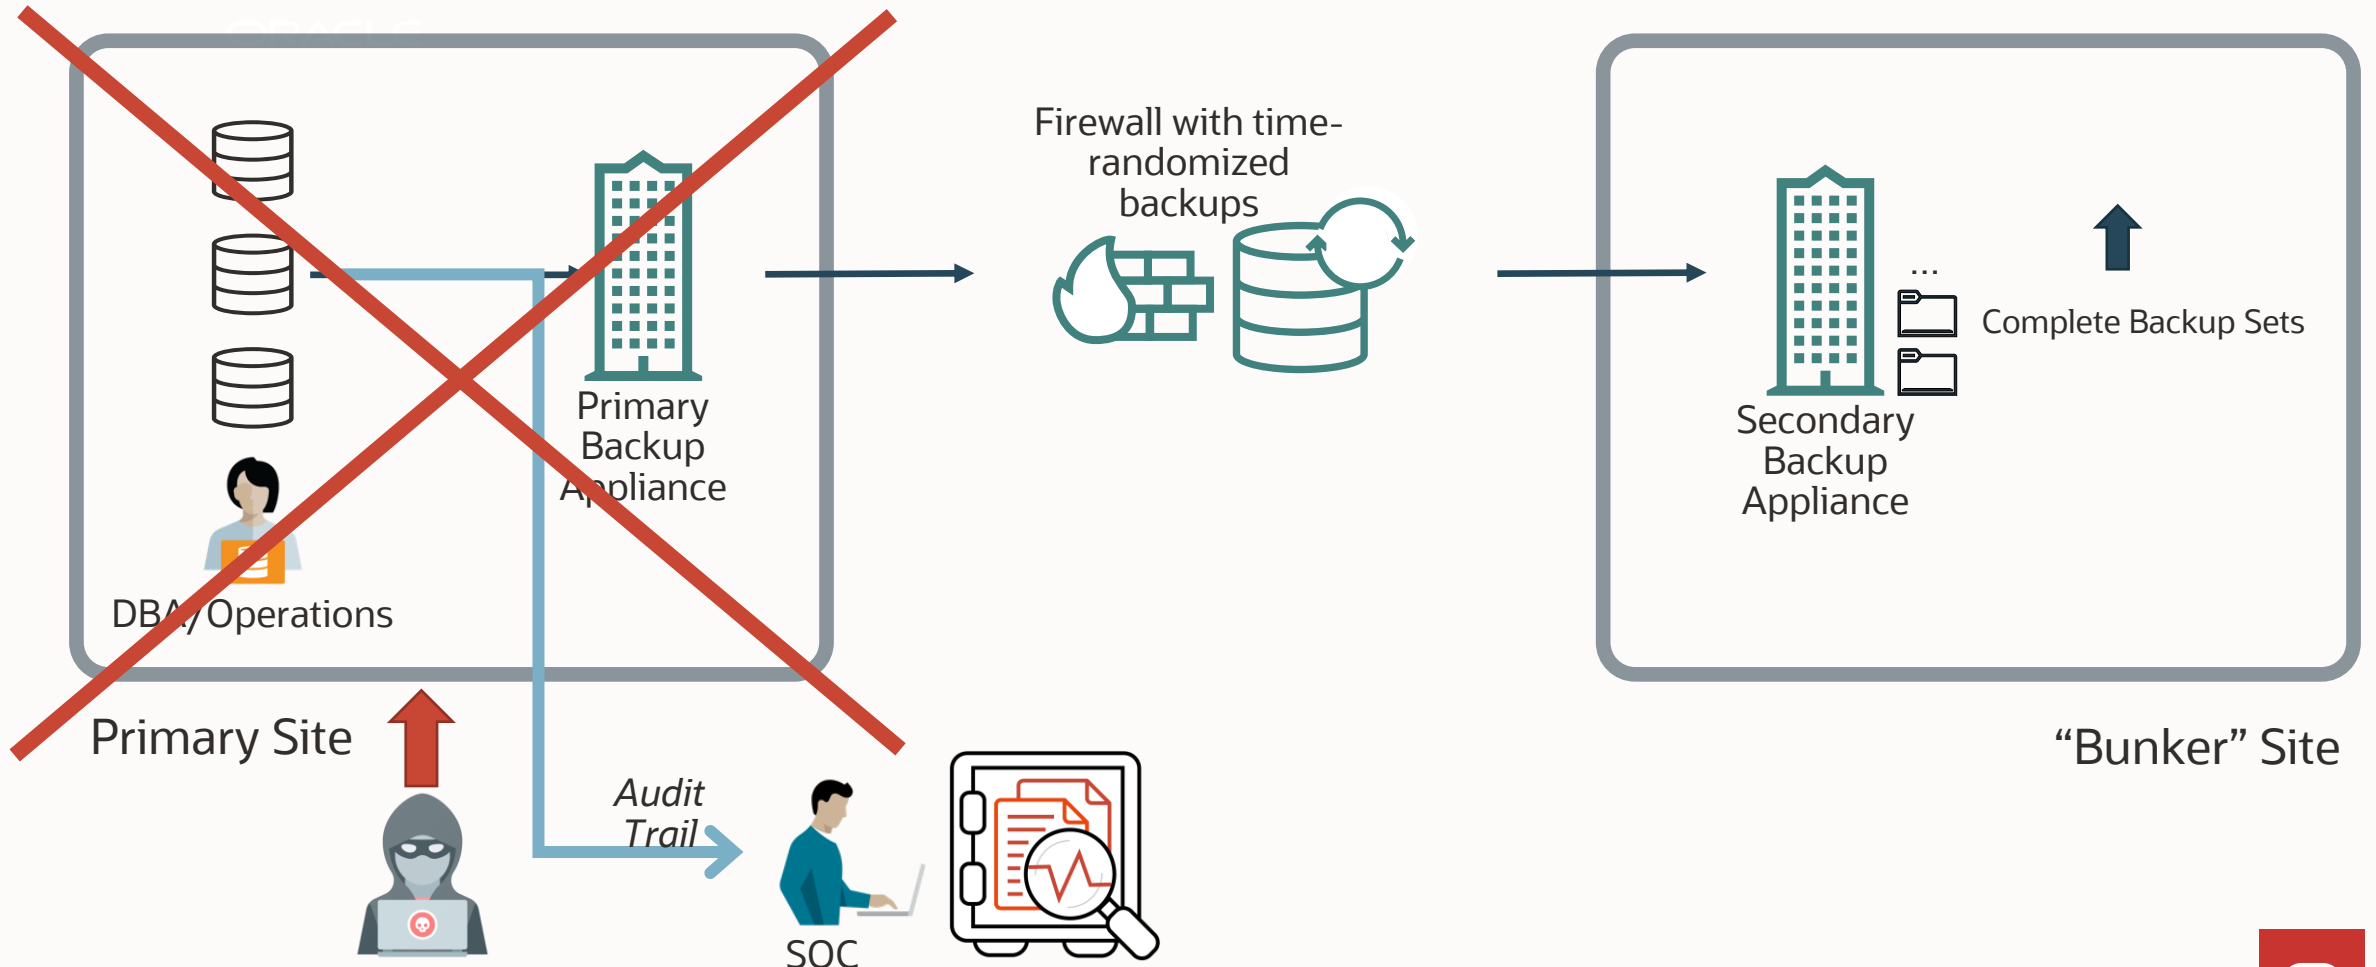 Firewall with time-
randomized
backups
...
Complete Backup Sets
Primary
Backup
Appliance
Secondary
Backup
Appliance
DBA/Operations
Primary Site
“Bunker” Site
Audit
Trail
SOC